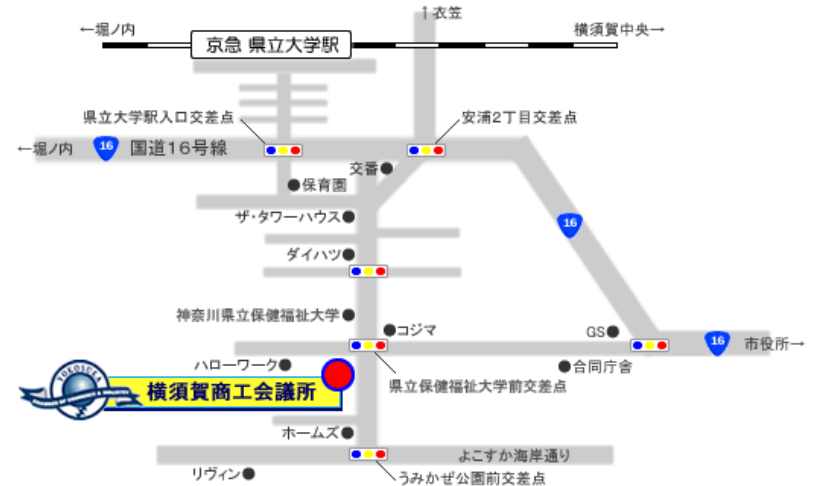 ↑衣笠
←堀ノ内
横須賀中央→
京急 県立大学駅
県立大学駅入口交差点
安浦2丁目交差点
←堀ノ内
16
国道16号線
交番
保育園
ザ・タワーハウス
16
ダイハツ
神奈川県立保健福祉大学
コジマ
GS
16
市役所→
ハローワーク
合同庁舎
県立保健福祉大学前交差点
YOKOSUKA
横須賀商工会議所
ホームズ
よこすか海岸通り
リヴィン
うみかぜ公園前交差点